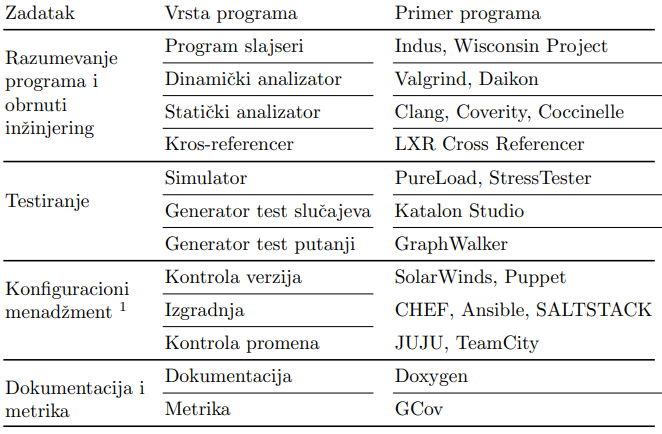 Zadatak Vrsta programa Primer programa
Razumevanje programa i obrnuti inžinjering
Program slajseri Indus, Wisconsin Project
Dinamički analizator Valgrind, Daikon
Statički analizator Clang, Coverity, Coccinelle
Kros-referencer LXR Cross Referencer
Testiranje
Simulator PureLoad, StressTester
Generator test slučajeva Katalon Studio
Generator test putanji GraphWalker
Konfiguracioni menadžment 1
Kontrola verzija SolarWinds, Puppet
Izgradnja CHEF, Ansible, SALTSTACK
Kontrola promena JUJU, TeamCity
Dokumentacija i metrika
Dokumentacija Doxygen
Metrika GCov